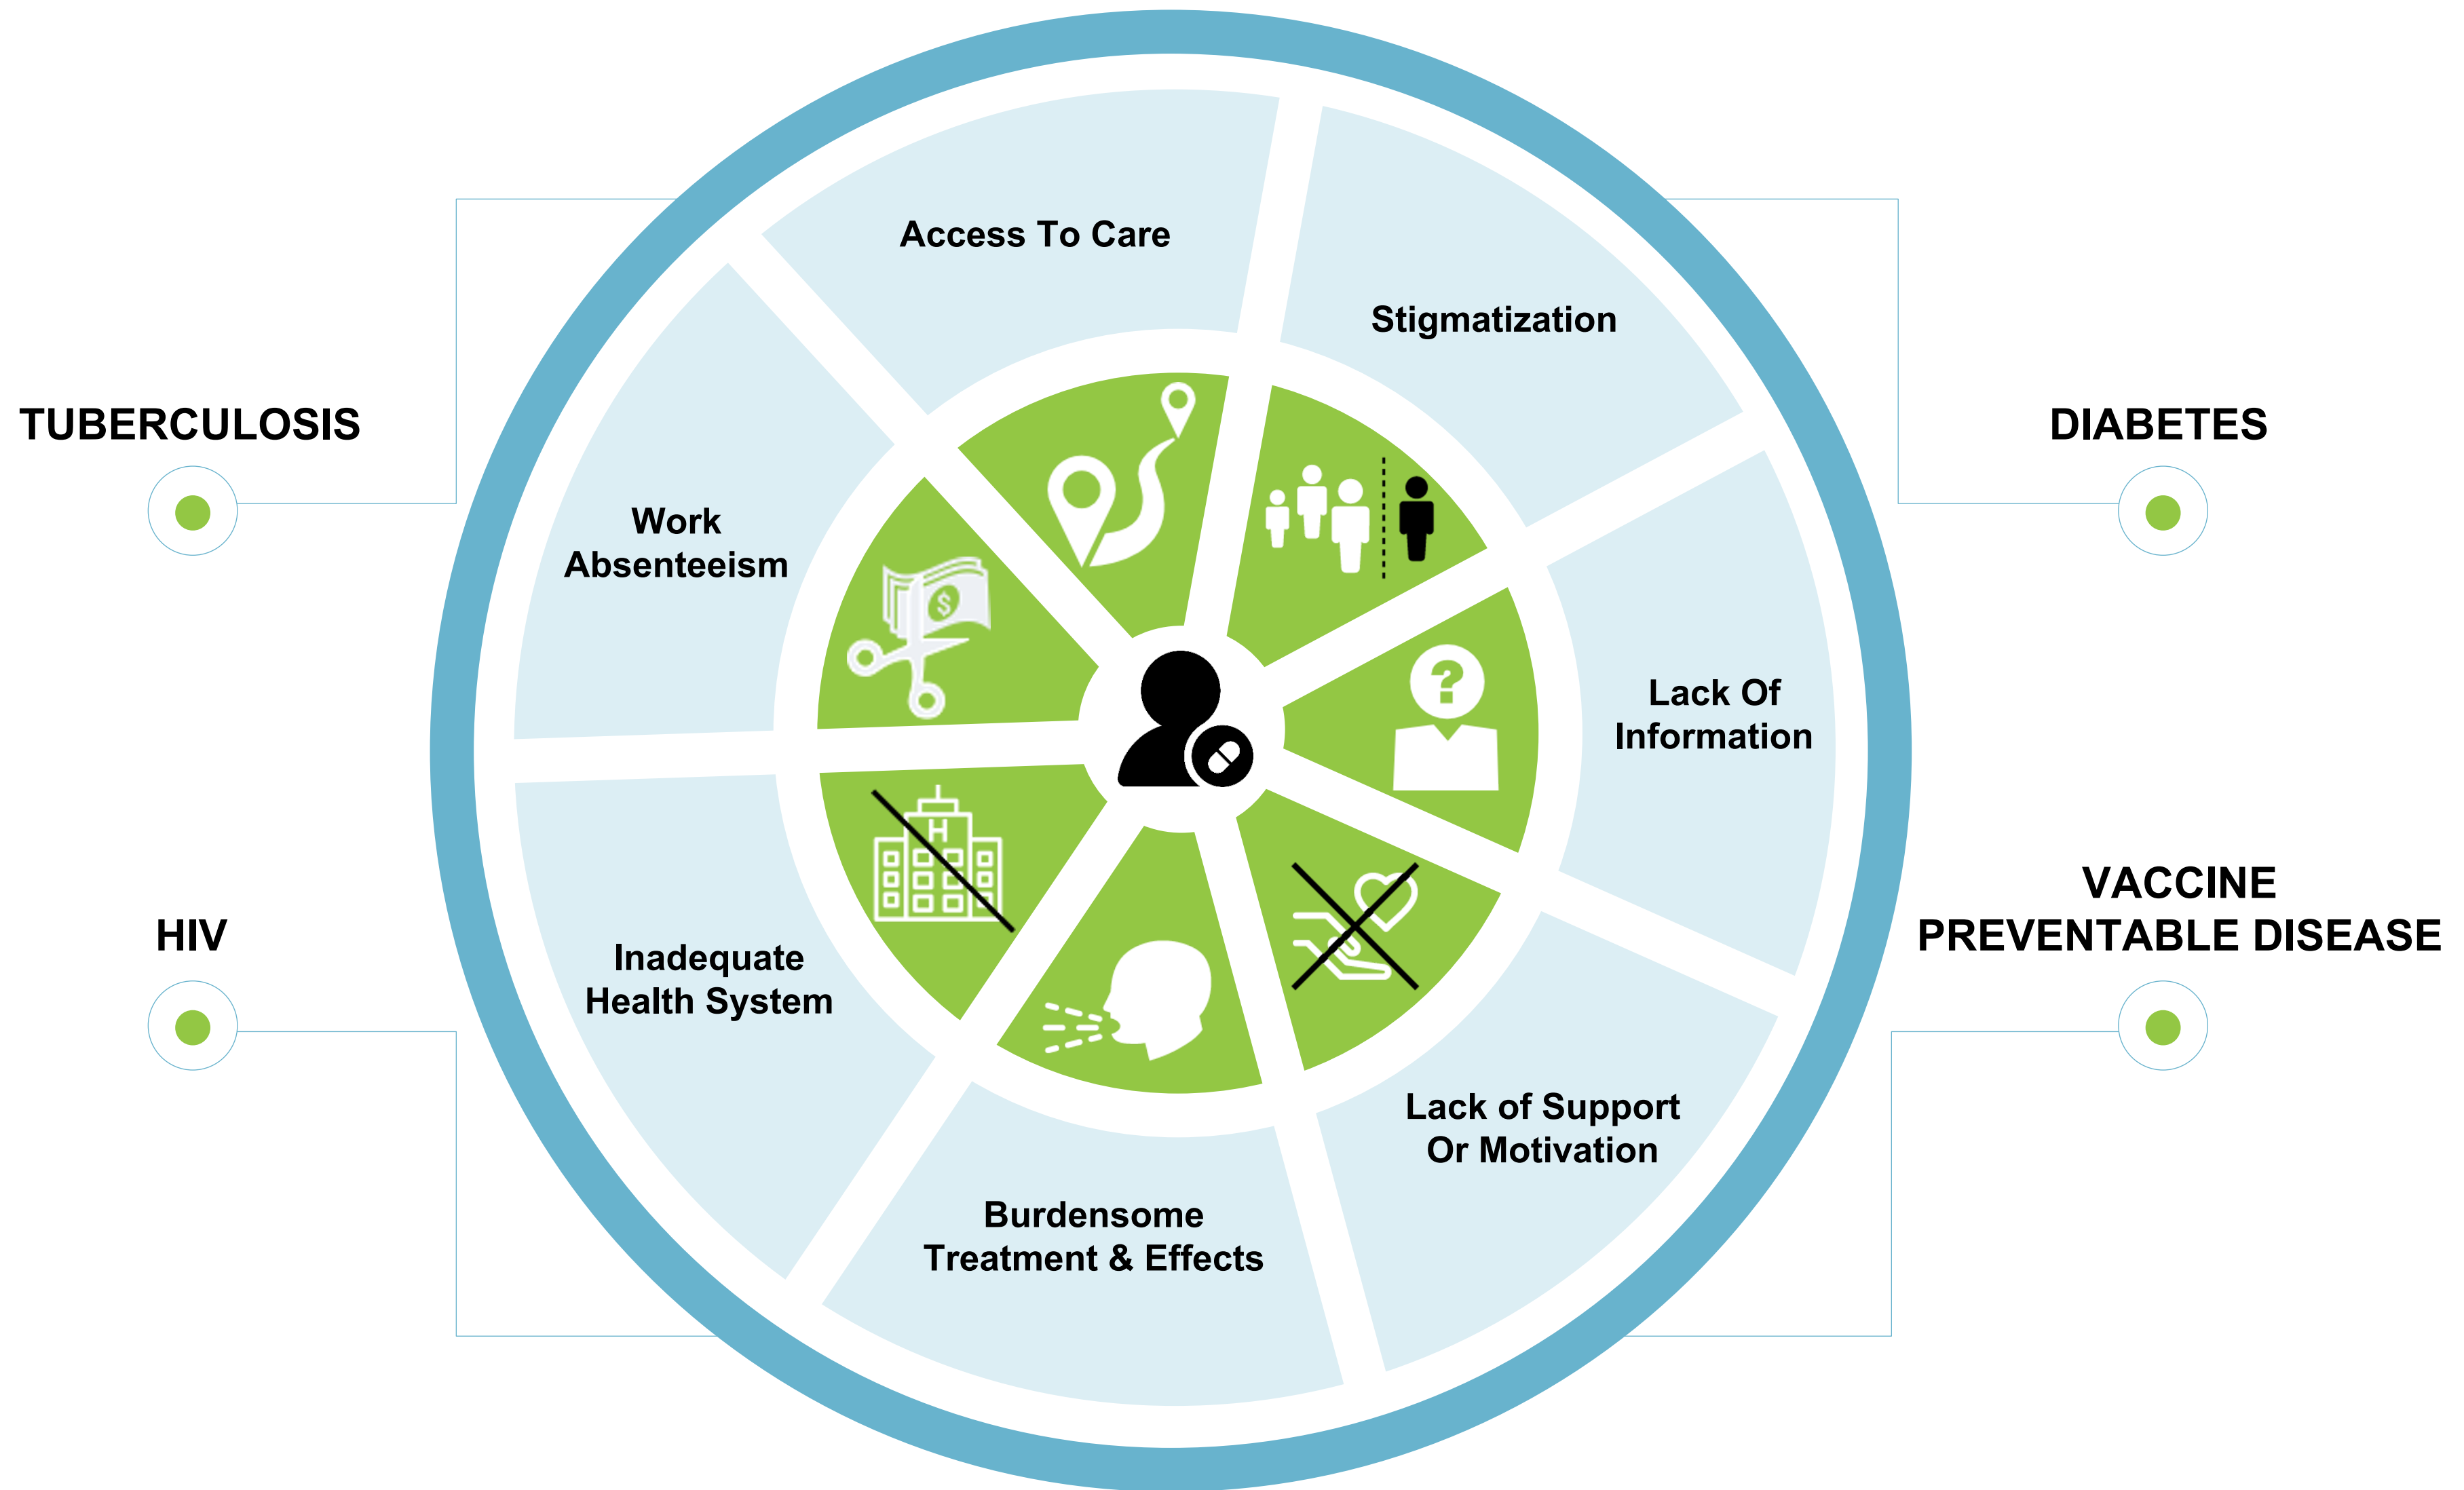 Access To Care
Stigmatization
TUBERCULOSIS
DIABETES
Work
Absenteeism
$
?
Lack Of
Information
H
VACCINE
PREVENTABLE DISEASE
HIV
Inadequate
Health System
Lack of Support
Or Motivation
Burdensome
Treatment & Effects